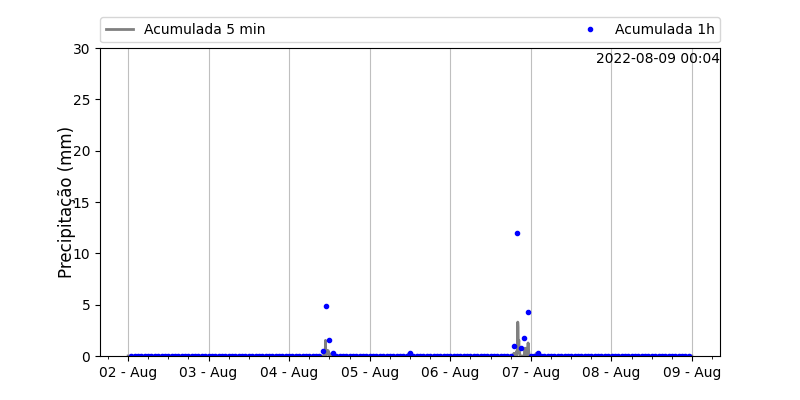 Acumulada 5 min
Acumulada 1h
2022-08-09 00:04
Precipitação (mm)
30
25
20
15
10
5
0
02 - Aug
03 - Aug
04 - Aug
05 - Aug
06 - Aug
07 - Aug
08 - Aug
09 - Aug